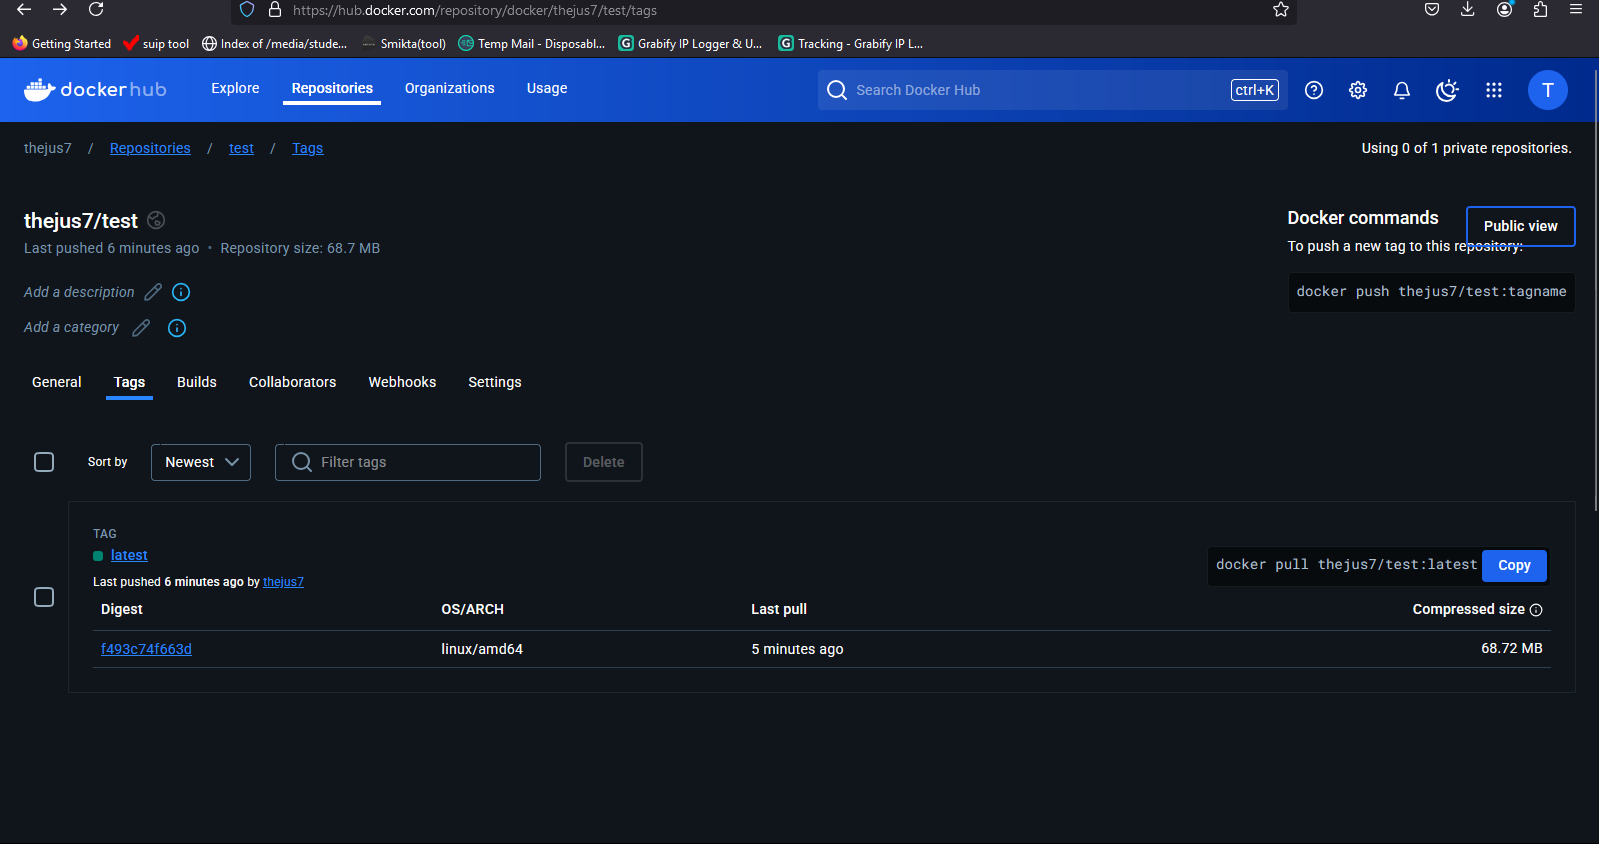 https://hub.docker.com/repository/docker/thejus7/test/tags
Getting Started suip tool Index of /media/stude... Smikta(tool) Temp Mail - Disposabl... Grabify IP Logger & U... Tracking - Grabify IP L...
dockerhub Explore Repositories Organizations Usage Search Docker Hub ctrl+K T
thejus7 / Repositories / test / Tags Using 0 of 1 private repositories.
thejus7/test Docker commands Public view
Last pushed 6 minutes ago • Repository size: 68.7 MB To push a new tag to this repository:
Add a description docker push thejus7/test:tagname
Add a category
General Tags Builds Collaborators Webhooks Settings
Sort by Newest Filter tags Delete
TAG
latest
docker pull thejus7/test:latest Copy
Last pushed 6 minutes ago by thejus7
Digest OS/ARCH Last pull Compressed size
f493c74f663d linux/amd64 5 minutes ago 68.72 MB